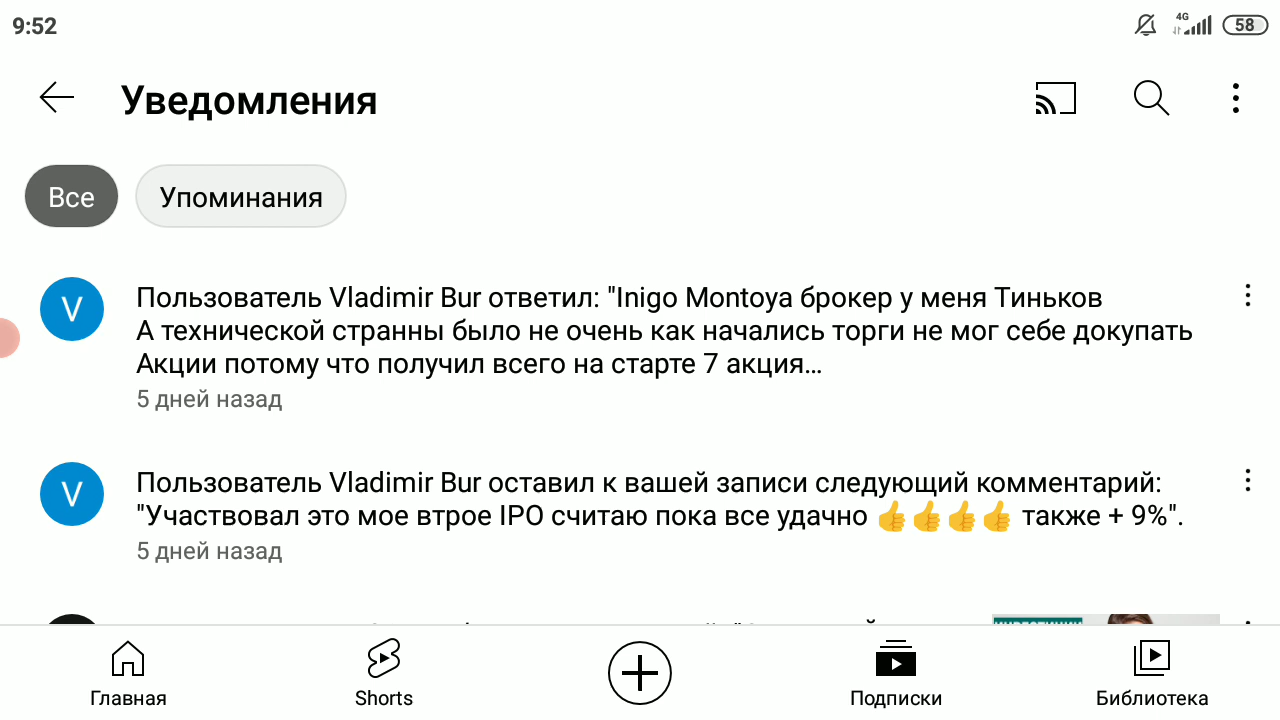 9:52
4G
58
Уведомления
Все
Упоминания
V
Пользователь Vladimir Bur ответил: "Inigo Montoya брокер у меня Тиньков
А технической странны было не очень как начались торги не мог себе докупать
Акции потому что получил всего на старте 7 акция...
5 дней назад
V
Пользователь Vladimir Bur оставил к вашей записи следующий комментарий:
"Участвовал это мое втрое IPO считаю пока все удачно 👍👍👍👍 также + 9%".
5 дней назад
Главная
Shorts
Подписки
Библиотека